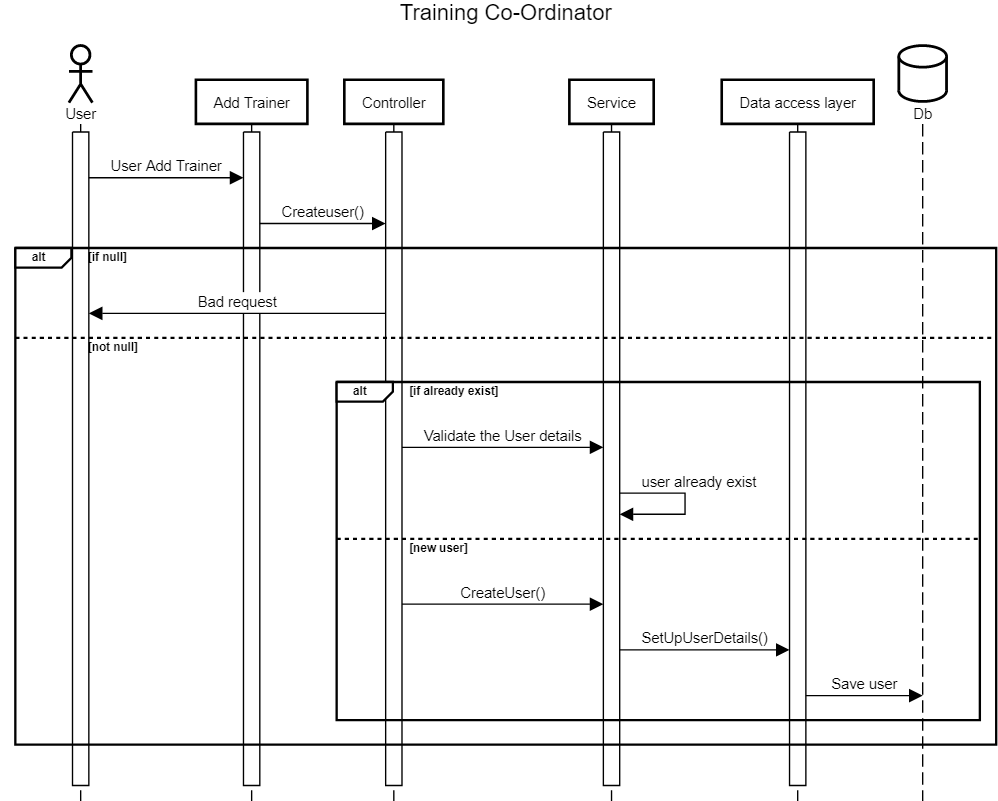 Training Co-Ordinator
User
Add Trainer
Controller
Service
Data access layer
Db
User Add Trainer
Createuser()
alt
[if null]
Bad request
[not null]
alt
[if already exist]
Validate the User details
user already exist
[new user]
CreateUser()
SetUpUserDetails()
Save user